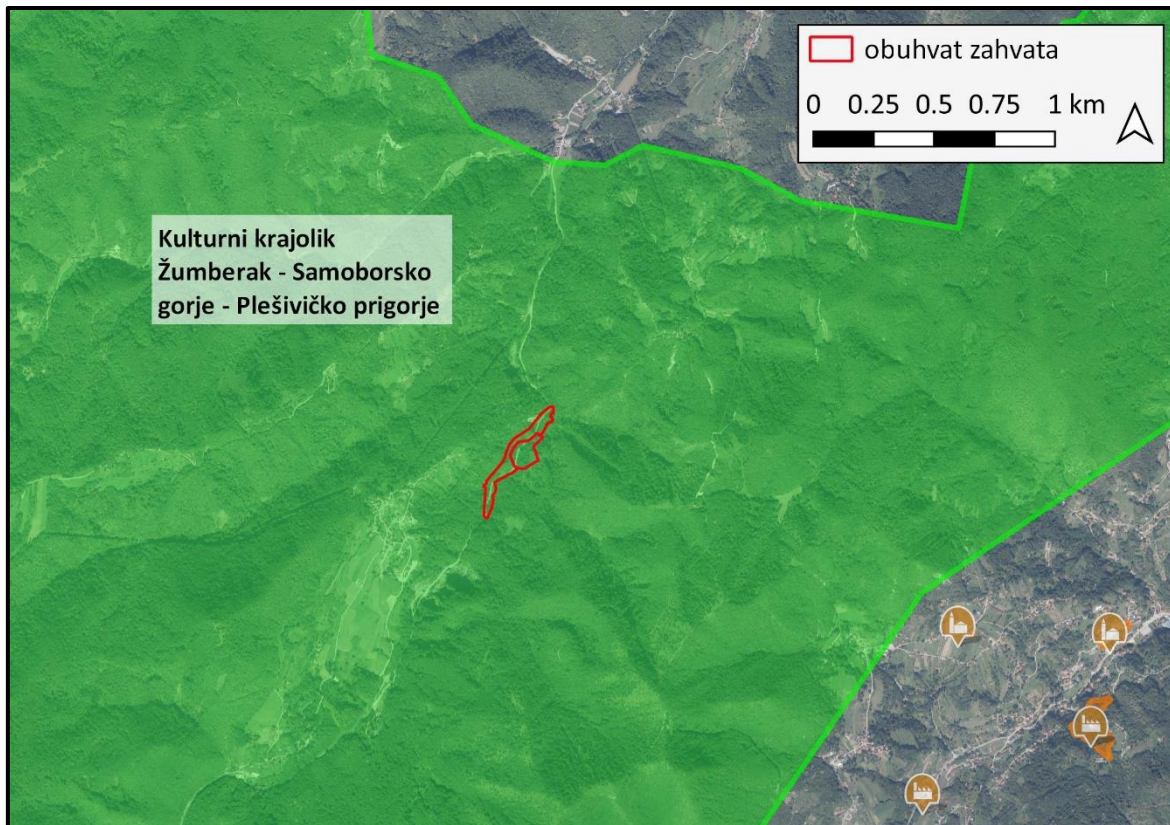 obuhvat zahvata
0 0.25 0.5 0.75 1 km
Kulturni krajolik
Žumberak - Samoborsko
gorje - Plešivičko prigorje